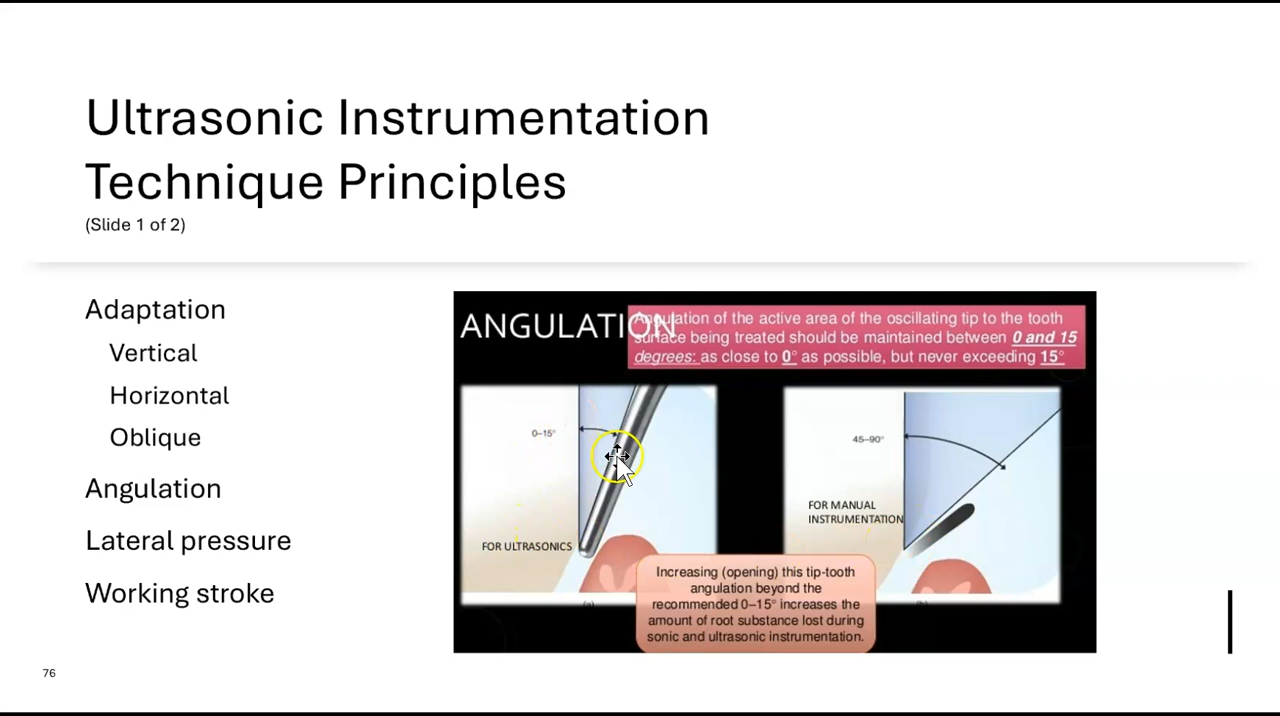 Ultrasonic Instrumentation
Technique Principles
(Slide 1 of 2)
Adaptation
Vertical
Horizontal
Oblique
Angulation
Lateral pressure
Working stroke
ANGULATION
Angulation of the active area of the oscillating tip to the tooth
surface being treated should be maintained between 0 and 15
degrees: as close to 0° as possible, but never exceeding 15°
0–15°
FOR ULTRASONICS
45–90°
FOR MANUAL
INSTRUMENTATION
Increasing (opening) this tip-tooth
angulation beyond the
recommended 0–15° increases the
amount of root substance lost during
sonic and ultrasonic instrumentation.
76